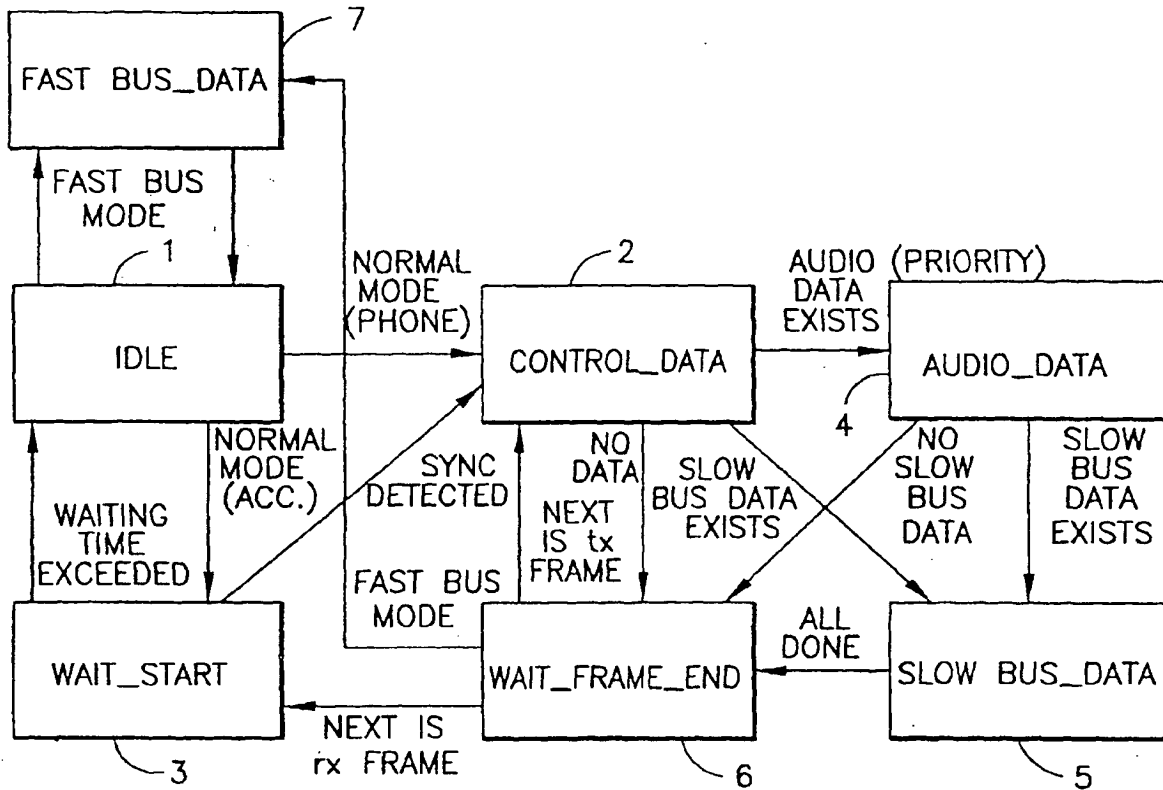 7
FAST BUS_DATA
FAST BUS
MODE
1
IDLE
NORMAL
MODE
(PHONE)
2
CONTROL_DATA
AUDIO (PRIORITY)
DATA
EXISTS
AUDIO_DATA
4
NORMAL
MODE
(ACC.)
WAITING
TIME
EXCEEDED
SYNC
DETECTED
NO
DATA
NEXT
IS tx
FRAME
SLOW
BUS DATA
EXISTS
NO
SLOW
BUS
DATA
SLOW
BUS
DATA
EXISTS
FAST BUS
MODE
ALL
DONE
WAIT_START
WAIT_FRAME_END
SLOW BUS_DATA
NEXT IS
rx FRAME
3
6
5